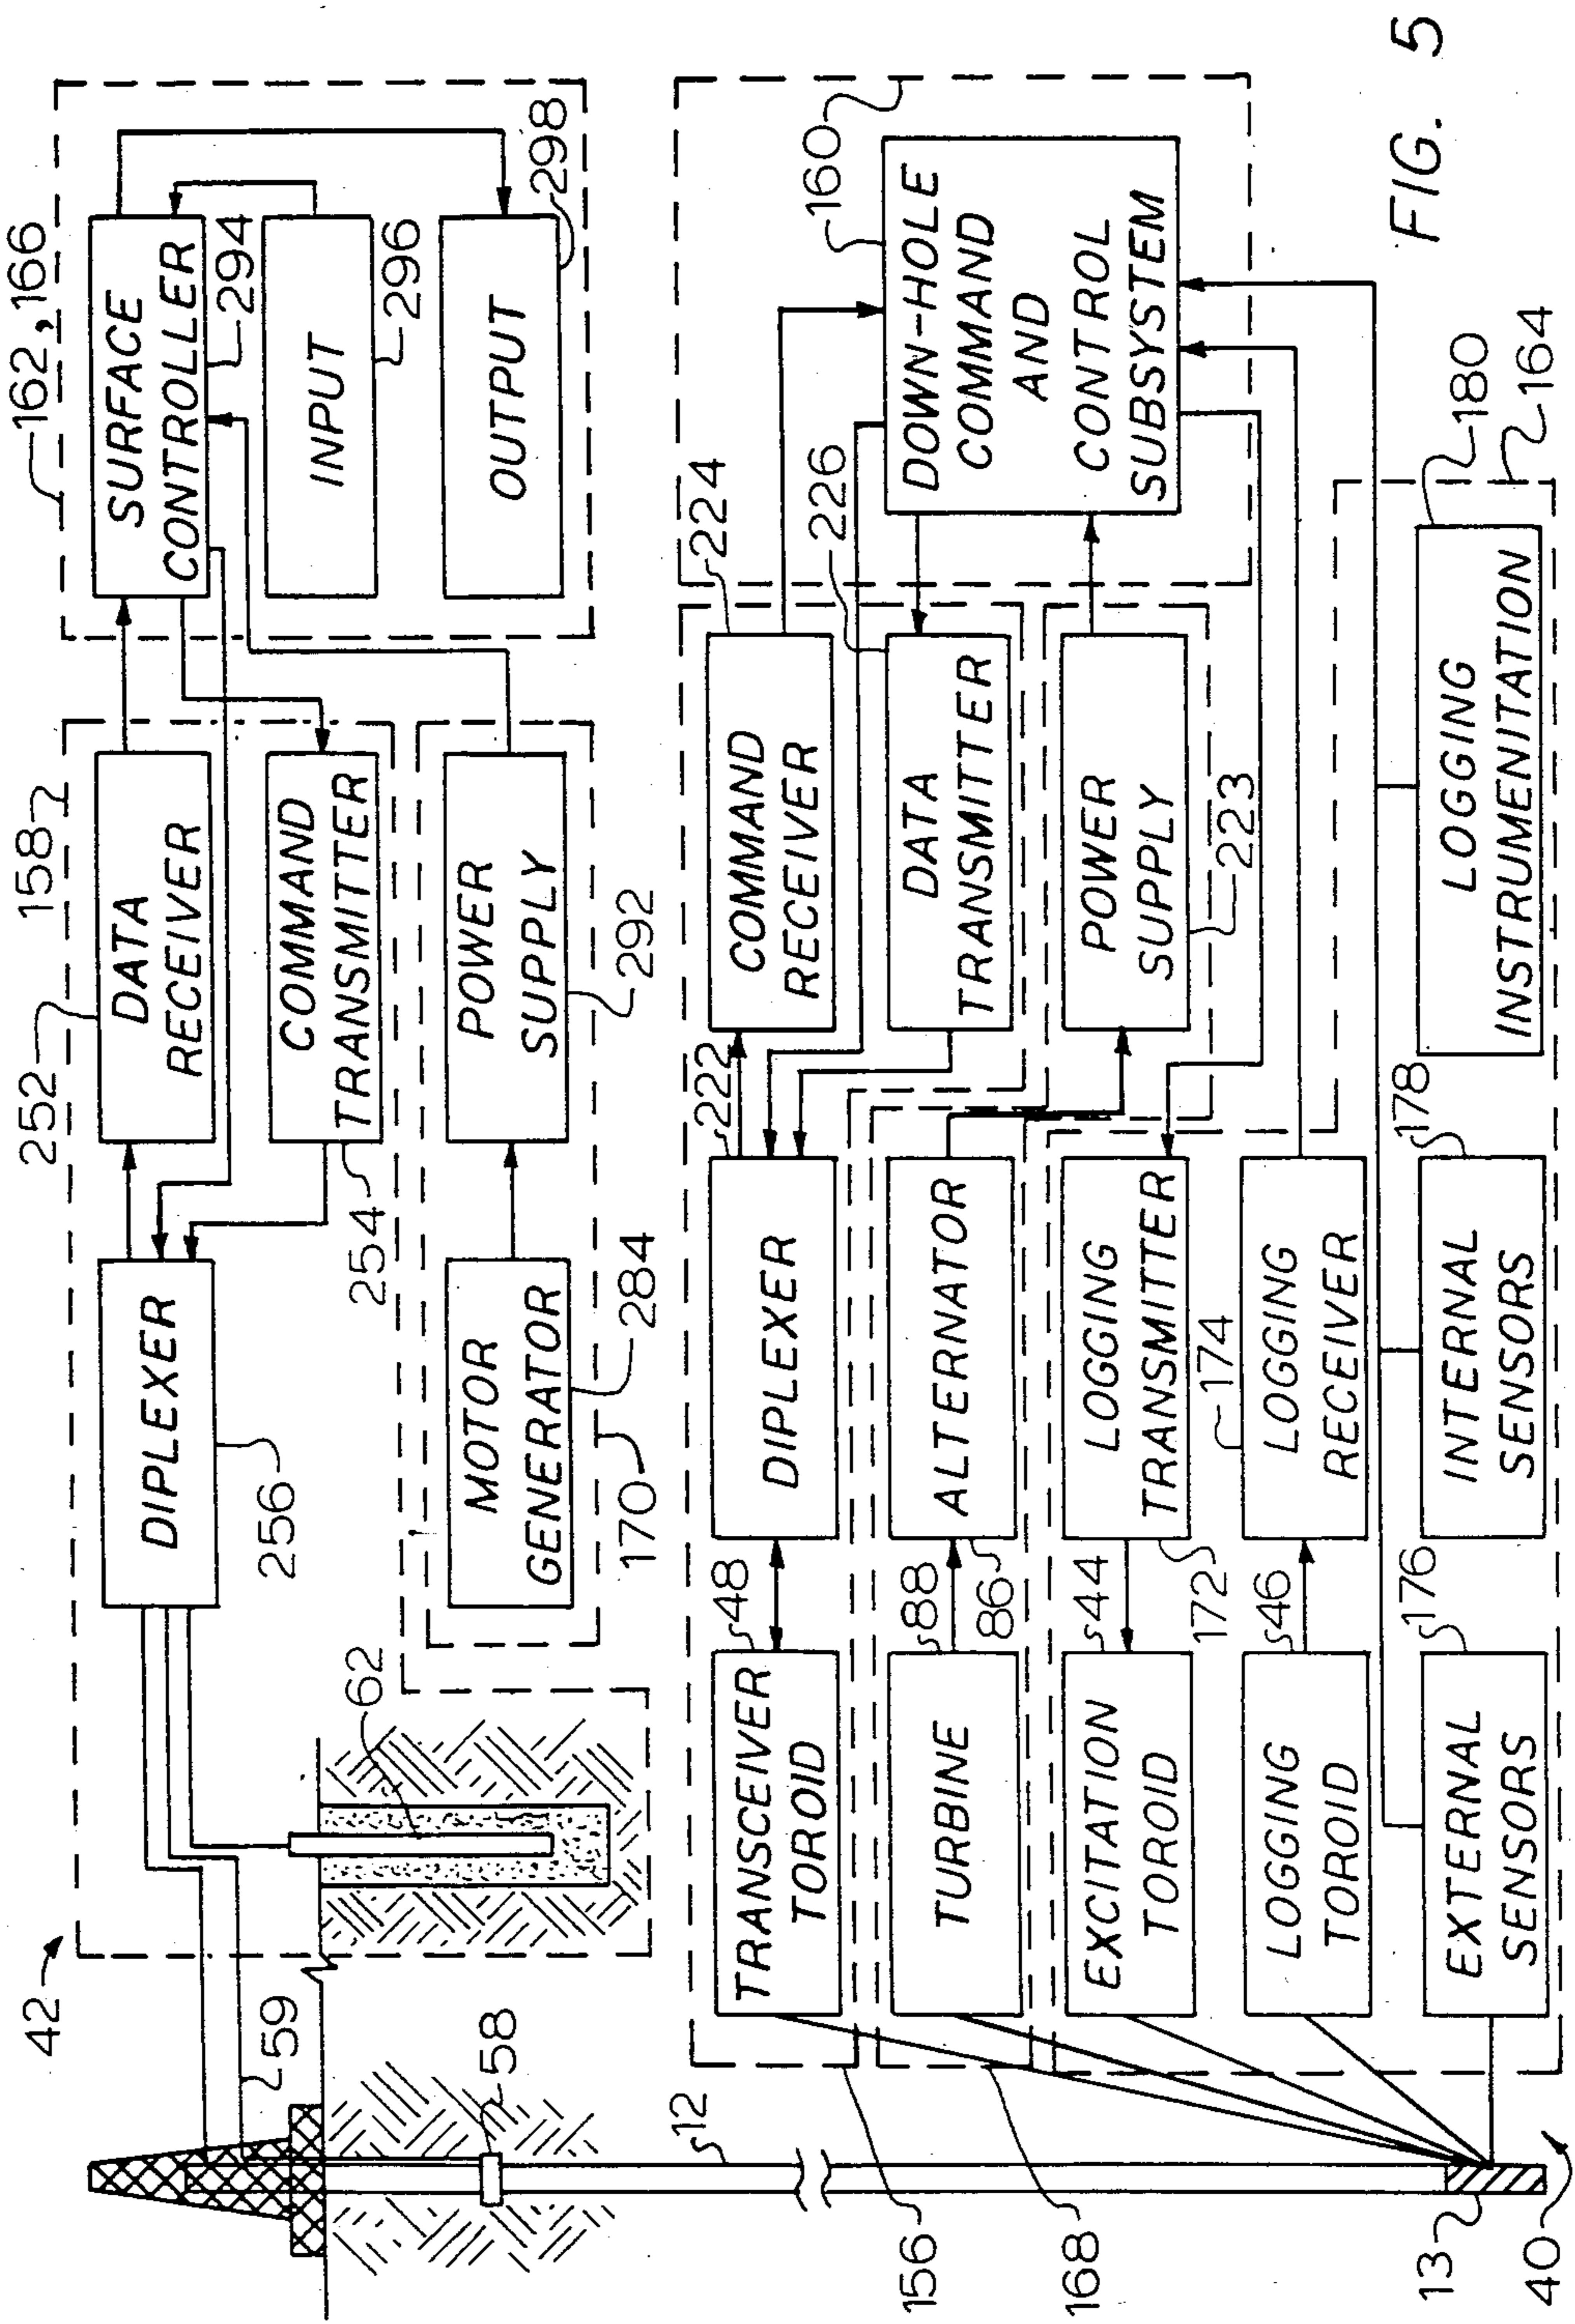 42
252
158
162, 166
DIPLEXER
DATA
RECEIVER
SURFACE
CONTROLLER
294
256
254
COMMAND
TRANSMITTER
INPUT
296
59
62
MOTOR
GENERATOR
284
POWER
SUPPLY
292
OUTPUT
298
170
58
12
TRANSCEIVER
TOROID
48
DIPLEXER
222
COMMAND
RECEIVER
224
160
TURBINE
88
ALTERNATOR
86
DATA
TRANSMITTER
226
DOWN-HOLE
COMMAND
AND
CONTROL
SUBSYSTEM
156
168
EXCITATION
TOROID
44
LOGGING
TRANSMITTER
172
POWER
SUPPLY
223
LOGGING
TOROID
46
LOGGING
RECEIVER
174
EXTERNAL
SENSORS
176
INTERNAL
SENSORS
178
LOGGING
INSTRUMENITATION
180
164
13
40
FIG. 5